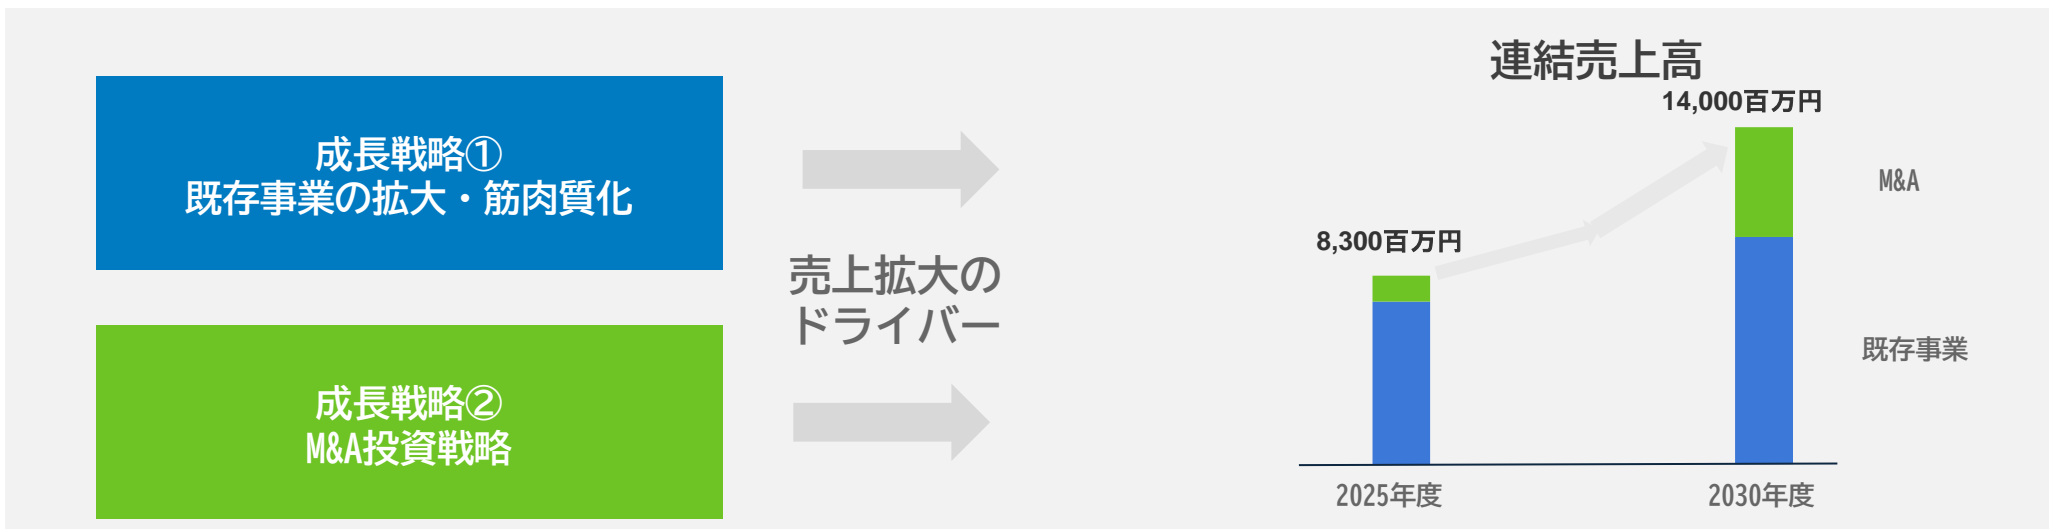 成長戦略①
既存事業の拡大・筋肉質化
成長戦略②
M&A投資戦略
売上拡大の
ドライバー
連結売上高
14,000百万円
8,300百万円
M&A
既存事業
2025年度
2030年度